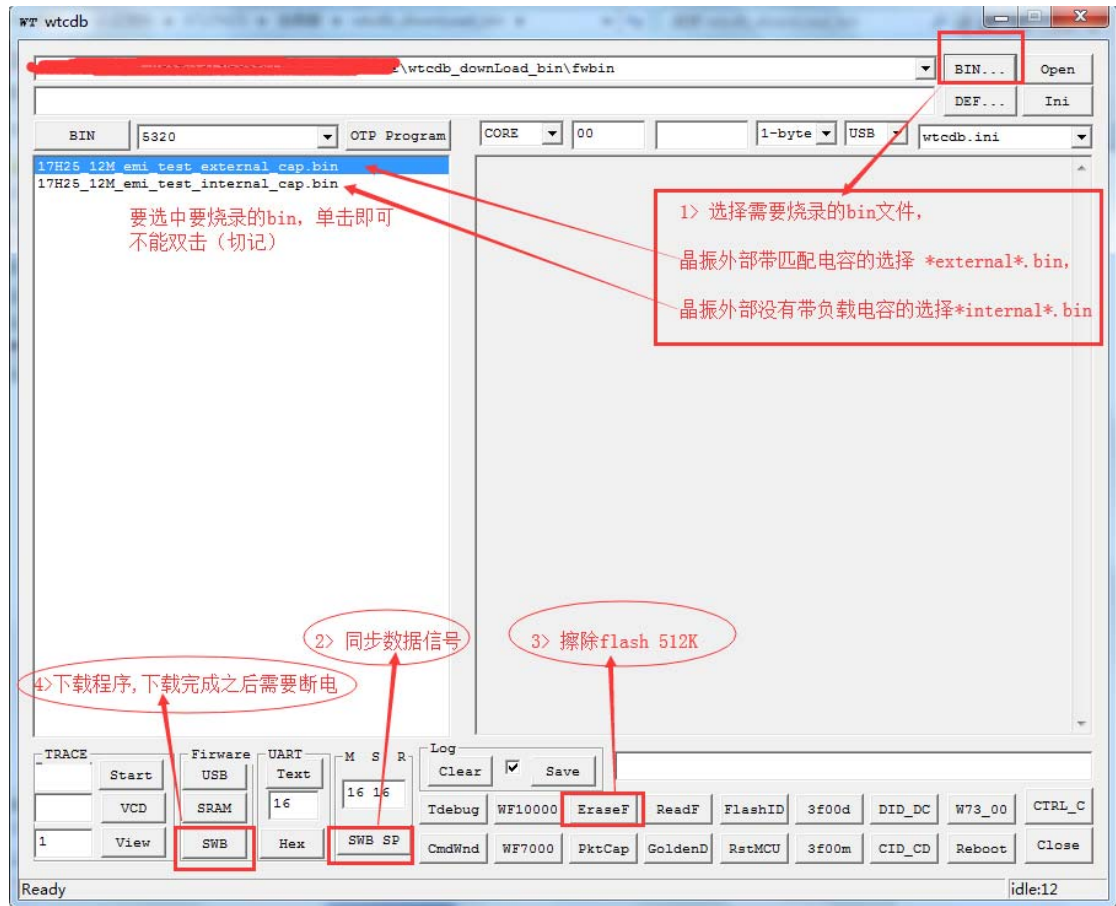 WT wtcdb
\wtcdb_downLoad_bin\fwbin
BIN...
Open
DEF...
Ini
BIN
5320
OTP Program
CORE
00
1-byte
USB
wtcdb.ini
17H25_12M_emi_test_external_cap.bin
17H25_12M_emi_test_internal_cap.bin
要选中要烧录的bin, 单击即可
不能双击（切记）
1> 选择需要烧录的bin文件,
晶振外部带匹配电容的选择 *external*.bin,
晶振外部没有带负载电容的选择*internal*.bin
2> 同步数据信号
3> 擦除flash 512K
4>下载程序,下载完成之后需要断电
TRACE
Firware
UART
M S R
Log
Start
USB
Text
Clear
Save
16 16
VCD
SRAM
16
Tdebug
WF10000
EraseF
ReadF
FlashID
3f00d
DID_DC
W73_00
CTRL_C
1
View
SWB
Hex
SWB SP
CmdWnd
WF7000
PktCap
GoldenD
RstMCU
3f00m
CID_CD
Reboot
Close
Ready
idle:12